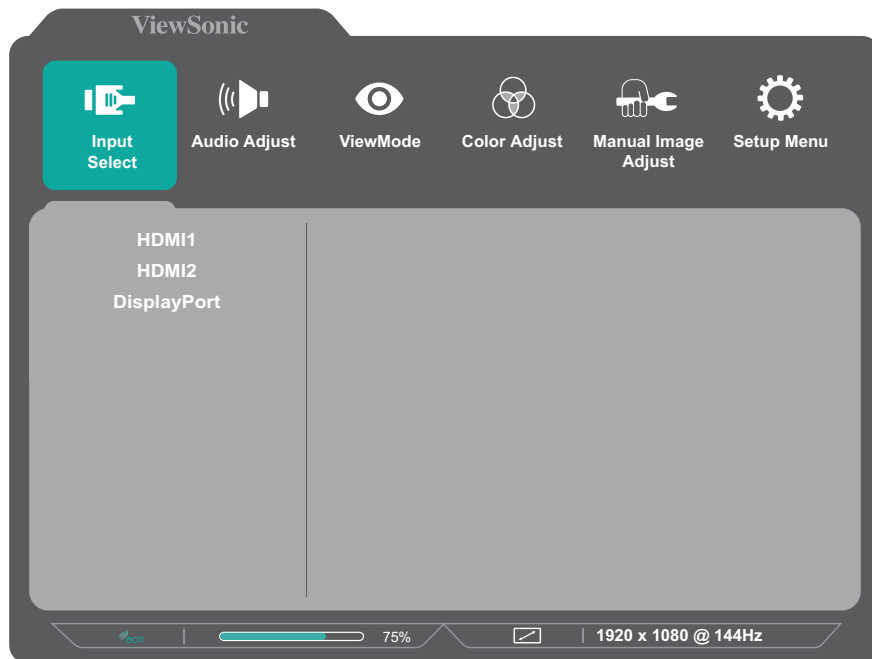 ViewSonic
Input
Select
Audio Adjust
ViewMode
Color Adjust
Manual Image
Adjust
Setup Menu
HDMI1
HDMI2
DisplayPort
eco
75%
1920 x 1080 @ 144Hz